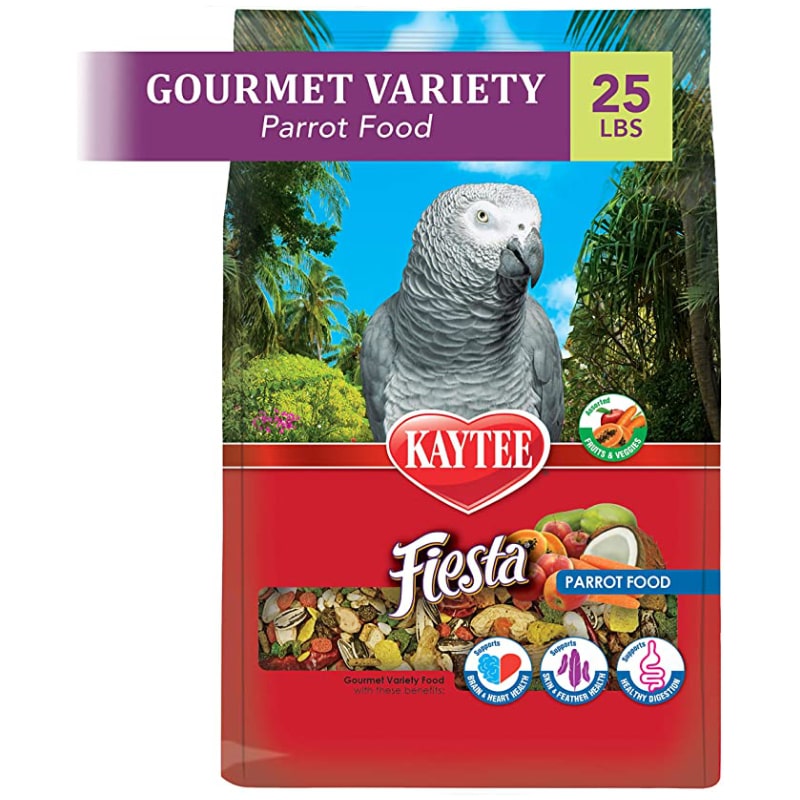 GOURMET VARIETY
Parrot Food
25
LBS
Assorted
FRUITS & VEGGIES
KAYTEE
Fiesta®
PARROT FOOD
Gourmet Variety Food
with these benefits:
Supports
BRAIN & HEART HEALTH
Supports
SKIN & FEATHER HEALTH
Supports
HEALTHY DIGESTION